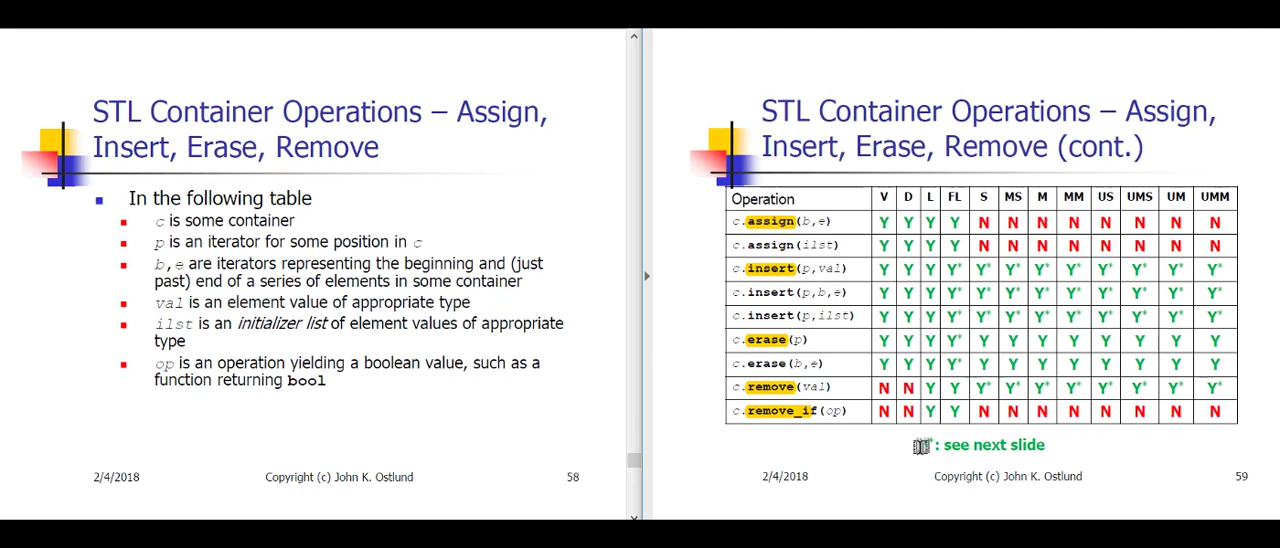 STL Container Operations – Assign,
Insert, Erase, Remove
In the following table
c is some container
p is an iterator for some position in c
b,e are iterators representing the beginning and (just
past) end of a series of elements in some container
val is an element value of appropriate type
ilst is an initializer list of element values of appropriate
type
op is an operation yielding a boolean value, such as a
function returning bool
2/4/2018 Copyright (c) John K. Ostlund 58
STL Container Operations – Assign,
Insert, Erase, Remove (cont.)
Operation V D L FL S MS M MM US UMS UM UMM
c.assign(b,e) Y Y Y Y N N N N N N N N
c.assign(ilst) Y Y Y Y N N N N N N N N
c.insert(p,val) Y Y Y Y* Y* Y* Y* Y* Y* Y* Y* Y*
c.insert(p,b,e) Y Y Y Y* Y* Y* Y* Y* Y* Y* Y* Y*
c.insert(p,ilst) Y Y Y Y* Y* Y* Y* Y* Y* Y* Y* Y*
c.erase(p) Y Y Y Y* Y Y Y Y Y Y Y Y
c.erase(b,e) Y Y Y Y* Y Y Y Y Y Y Y Y
c.remove(val) N N Y Y Y* Y* Y* Y* Y* Y* Y* Y*
c.remove_if(op) N N Y Y N N N N N N N N
*: see next slide
2/4/2018 Copyright (c) John K. Ostlund 59